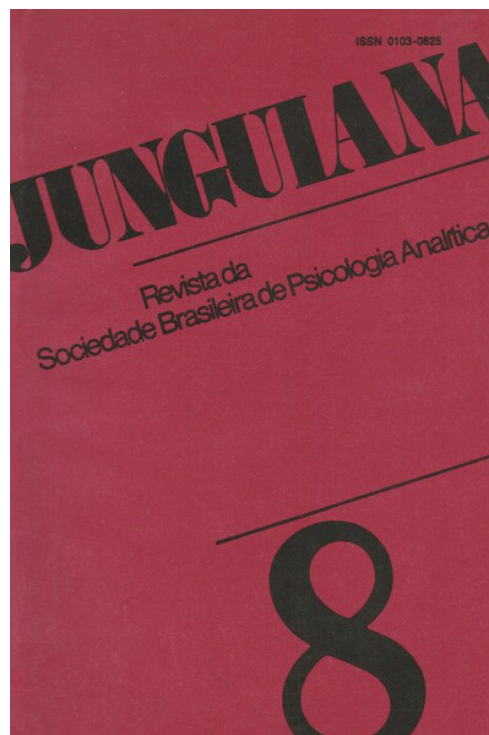 ISSN 0103-0825
JUNGUIANA
Revista da
Sociedade Brasileira de Psicologia Analítica
8